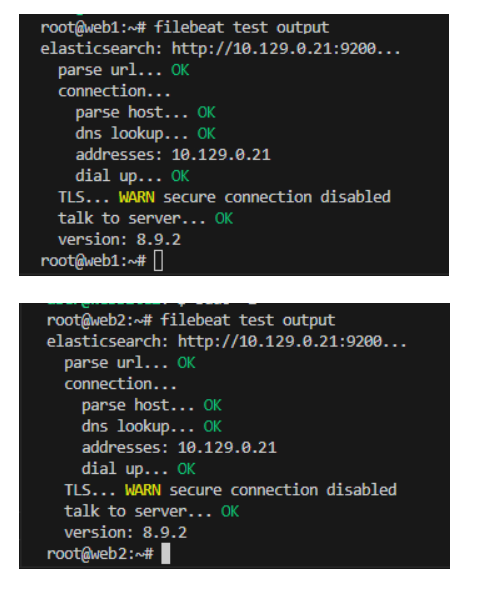 root@web1:~# filebeat test output
elasticsearch: http://10.129.0.21:9200...
parse url... OK
connection...
parse host... OK
dns lookup... OK
addresses: 10.129.0.21
dial up... OK
TLS... WARN secure connection disabled
talk to server... OK
version: 8.9.2
root@web1:~#
root@web2:~# filebeat test output
elasticsearch: http://10.129.0.21:9200...
parse url... OK
connection...
parse host... OK
dns lookup... OK
addresses: 10.129.0.21
dial up... OK
TLS... WARN secure connection disabled
talk to server... OK
version: 8.9.2
root@web2:~#